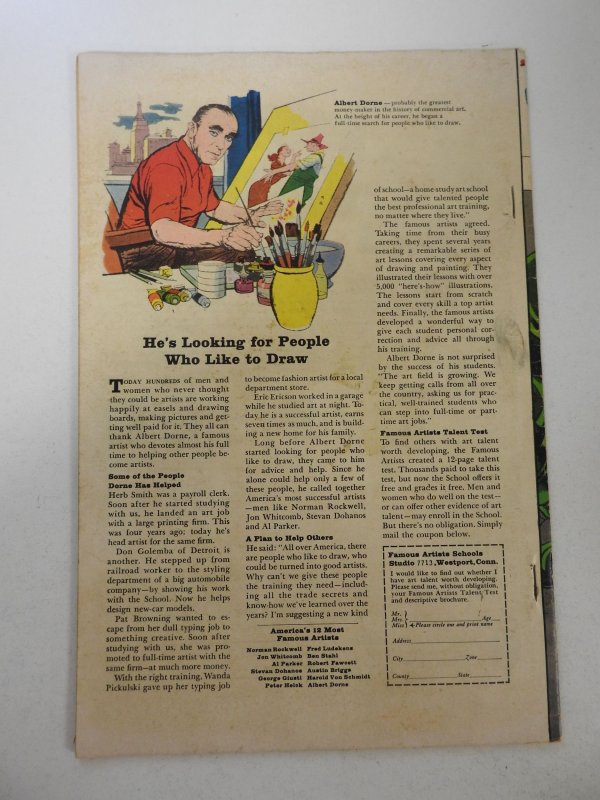 Albert Dorne — probably the greatest
money-maker in the history of commercial art.
At the height of his career, he began a
full-time search for people who like to draw.
He's Looking for People
Who Like to Draw
TODAY HUNDREDS of men and
women who never thought
they could be artists are working
happily at easels and drawing
boards, making pictures and get-
ting well paid for it. They all can
thank Albert Dorne, a famous
artist who devotes almost his full
time to helping other people be-
come artists.
Some of the People
Dorne Has Helped
Herb Smith was a payroll clerk.
Soon after he started studying
with us, he landed an art job
with a large printing firm. This
was four years ago; today he's
head artist for the same firm.
Don Golemba of Detroit is
another. He stepped up from
railroad worker to the styling
department of a big automobile
company—by showing his work
with the School. Now he helps
design new-car models.
Pat Browning wanted to es-
cape from her dull typing job to
something creative. Soon after
studying with us, she was pro-
moted to full-time artist with the
same firm—at much more money.
With the right training, Wanda
Pickulski gave up her typing job
to become fashion artist for a local
department store.
Eric Ericson worked in a garage
while he studied art at night. To-
day, he is a successful artist, earns
seven times as much, and is build-
ing a new home for his family.
Long before Albert Dorne
started looking for people who
like to draw, they came to him
for advice and help. Since he
alone could help only a few of
these people, he called together
America's most successful artists
—men like Norman Rockwell,
Jon Whitcomb, Stevan Dohanos
and Al Parker.
A Plan to Help Others
He said: "All over America, there
are people who like to draw, who
could be turned into good artists.
Why can't we give these people
the training they need—includ-
ing all the trade secrets and
know-how we've learned over the
years? I'm suggesting a new kind
America's 12 Most
Famous Artists
Norman Rockwell Fred Ludekens
Jon Whitcomb Ben Stahl
Al Parker Robert Fawcett
Stevan Dohanos Austin Briggs
George Giusti Harold Von Schmidt
Peter Helck Albert Dorne
of school—a home study art school
that would give talented people
the best professional art training,
no matter where they live."
The famous artists agreed.
Taking time from their busy
careers, they spent several years
creating a remarkable series of
art lessons covering every aspect
of drawing and painting. They
illustrated their lessons with over
5,000 "here's-how" illustrations.
The lessons start from scratch
and cover every skill a top artist
needs. Finally, the famous artists
developed a wonderful way to
give each student personal cor-
rection and advice all through
his training.
Albert Dorne is not surprised
by the success of his students.
"The art field is growing. We
keep getting calls from all over
the country, asking us for prac-
tical, well-trained students who
can step into full-time or part-
time art jobs."
Famous Artists Talent Test
To find others with art talent
worth developing, the Famous
Artists created a 12-page talent
test. Thousands paid to take this
test, but now the School offers it
free and grades it free. Men and
women who do well on the test—
or can offer other evidence of art
talent—may enroll in the School.
But there's no obligation. Simply
mail the coupon below.
Famous Artists Schools
Studio 7713, Westport, Conn.
I would like to find out whether I
have art talent worth developing.
Please send me, without obligation,
your Famous Artists Talent Test
and descriptive brochure.
Mr.
Mrs. Age
Miss Please circle one and print name
Address
City Zone
County State